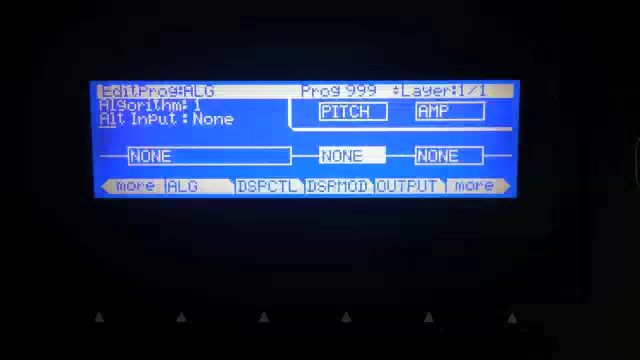 EditProg:ALG Prog 999 ÷Layer:1/1
Algorithm: 1
Alt Input : None
PITCH AMP
NONE NONE NONE
more ALG DSPCTL DSPMOD OUTPUT more